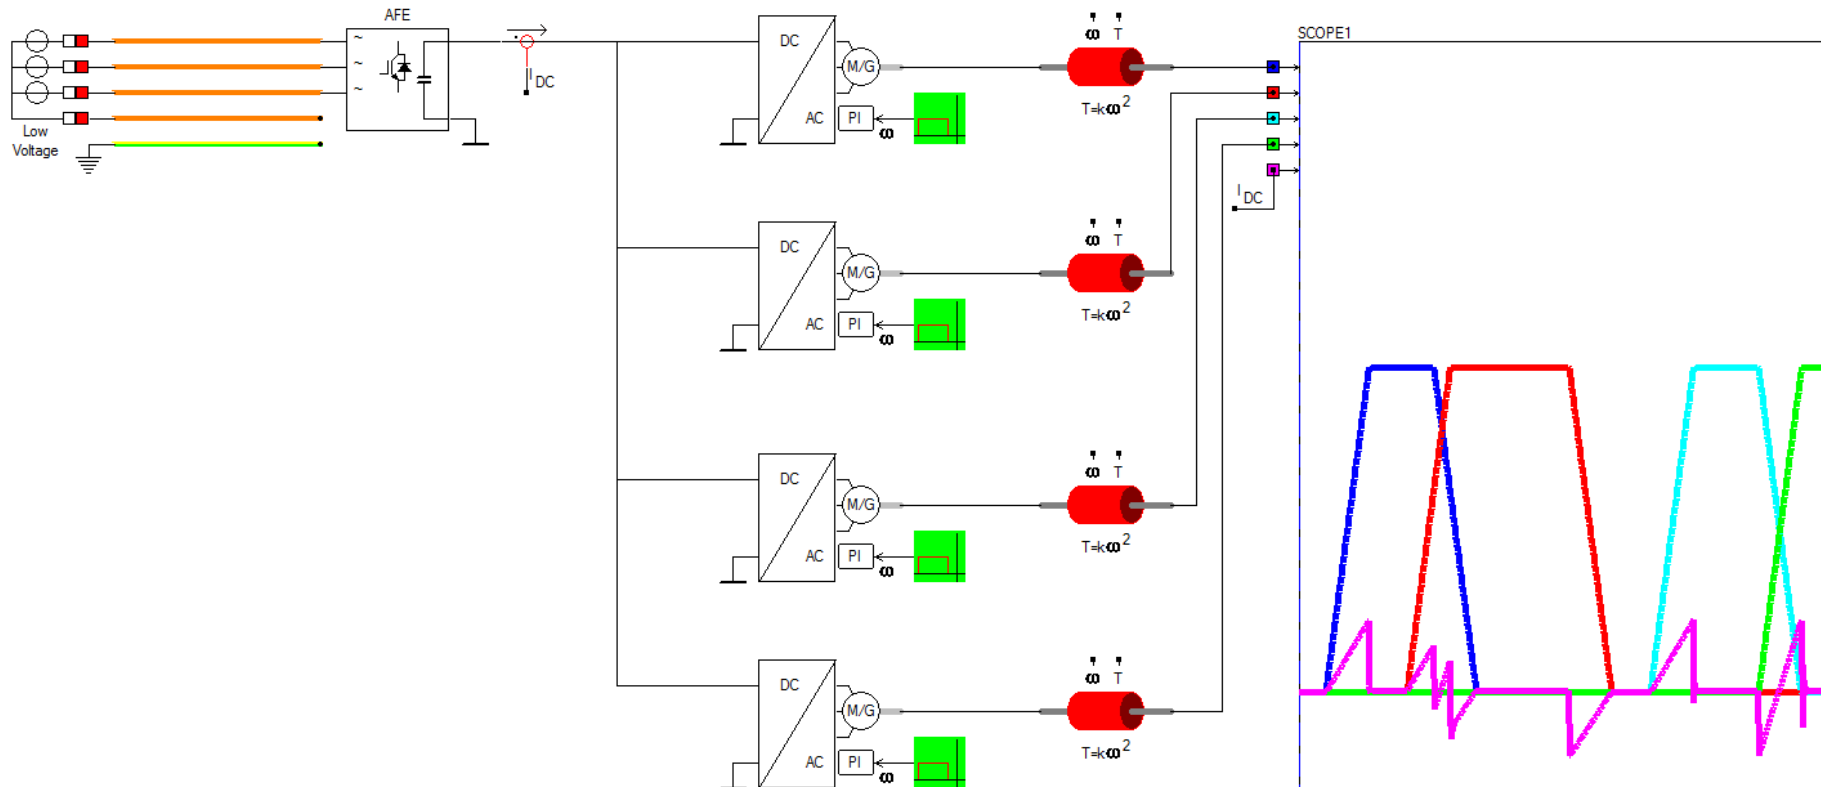 AFE
SCOPE1
~
~
~
I DC
Low
Voltage
DC
M/G
AC
PI
ω
ω T
T=kω²
I DC
DC
M/G
AC
PI
ω
ω T
T=kω²
DC
M/G
AC
PI
ω
ω T
T=kω²
DC
M/G
AC
PI
ω
ω T
T=kω²